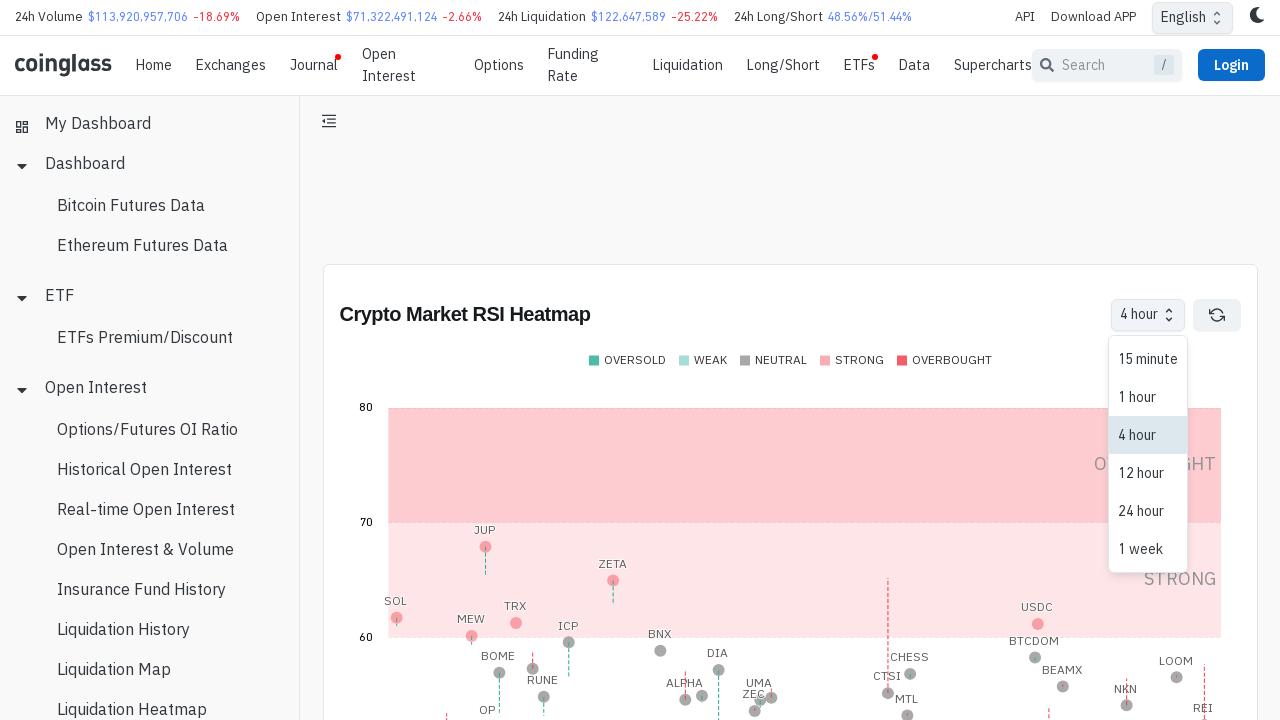 24h Volume $113,920,957,706 -18.69% Open Interest $71,322,491,124 -2.66% 24h Liquidation $122,647,589 -25.22% 24h Long/Short 48.56%/51.44% API Download APP English
coinglass Home Exchanges Journal Open Interest Options Funding Rate Liquidation Long/Short ETFs Data Supercharts Search / Login
My Dashboard
Dashboard
Bitcoin Futures Data
Ethereum Futures Data
ETF
ETFs Premium/Discount
Open Interest
Options/Futures OI Ratio
Historical Open Interest
Real-time Open Interest
Open Interest & Volume
Insurance Fund History
Liquidation History
Liquidation Map
Liquidation Heatmap
Crypto Market RSI Heatmap 4 hour
15 minute
1 hour
4 hour
12 hour
24 hour
1 week
OVERSOLD WEAK NEUTRAL STRONG OVERBOUGHT
80
70
STRONG
60
JUP
ZETA
SOL
MEW
TRX
ICP
BNX
USDC
BTCDOM
BOME
DIA
CHESS
LOOM
RUNE
ALPHA
UMA
CTSI
BEAMX
ZEC
MTL
NKN
OP
REI